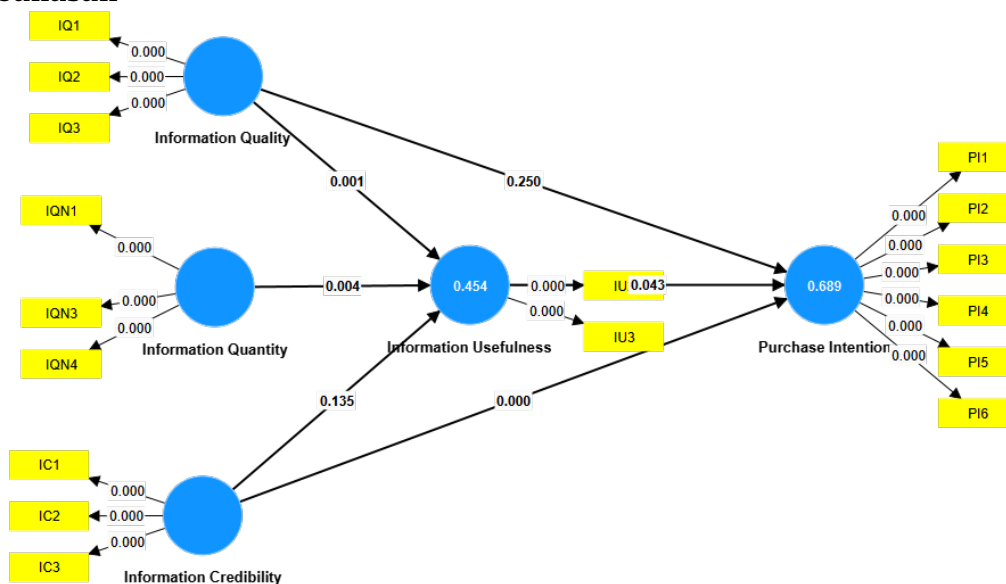 IQ1
0.000
IQ2
0.000
0.000
IQ3
Information Quality
0.001
0.250
PI1
IQN1
0.000
PI2
0.000
0.000
PI3
0.000
0.004
0.454
0.000
IU
0.043
0.689
0.000
PI4
IQN3
0.000
0.000
0.000
IU3
0.000
IQN4
Information Quantity
Information Usefulness
Purchase Intention
0.000
PI5
0.135
0.000
PI6
IC1
0.000
IC2
0.000
0.000
IC3
Information Credibility